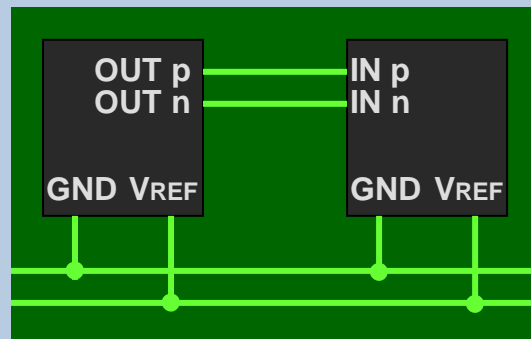 OUT p
OUT n
GND VREF
IN p
IN n
GND VREF